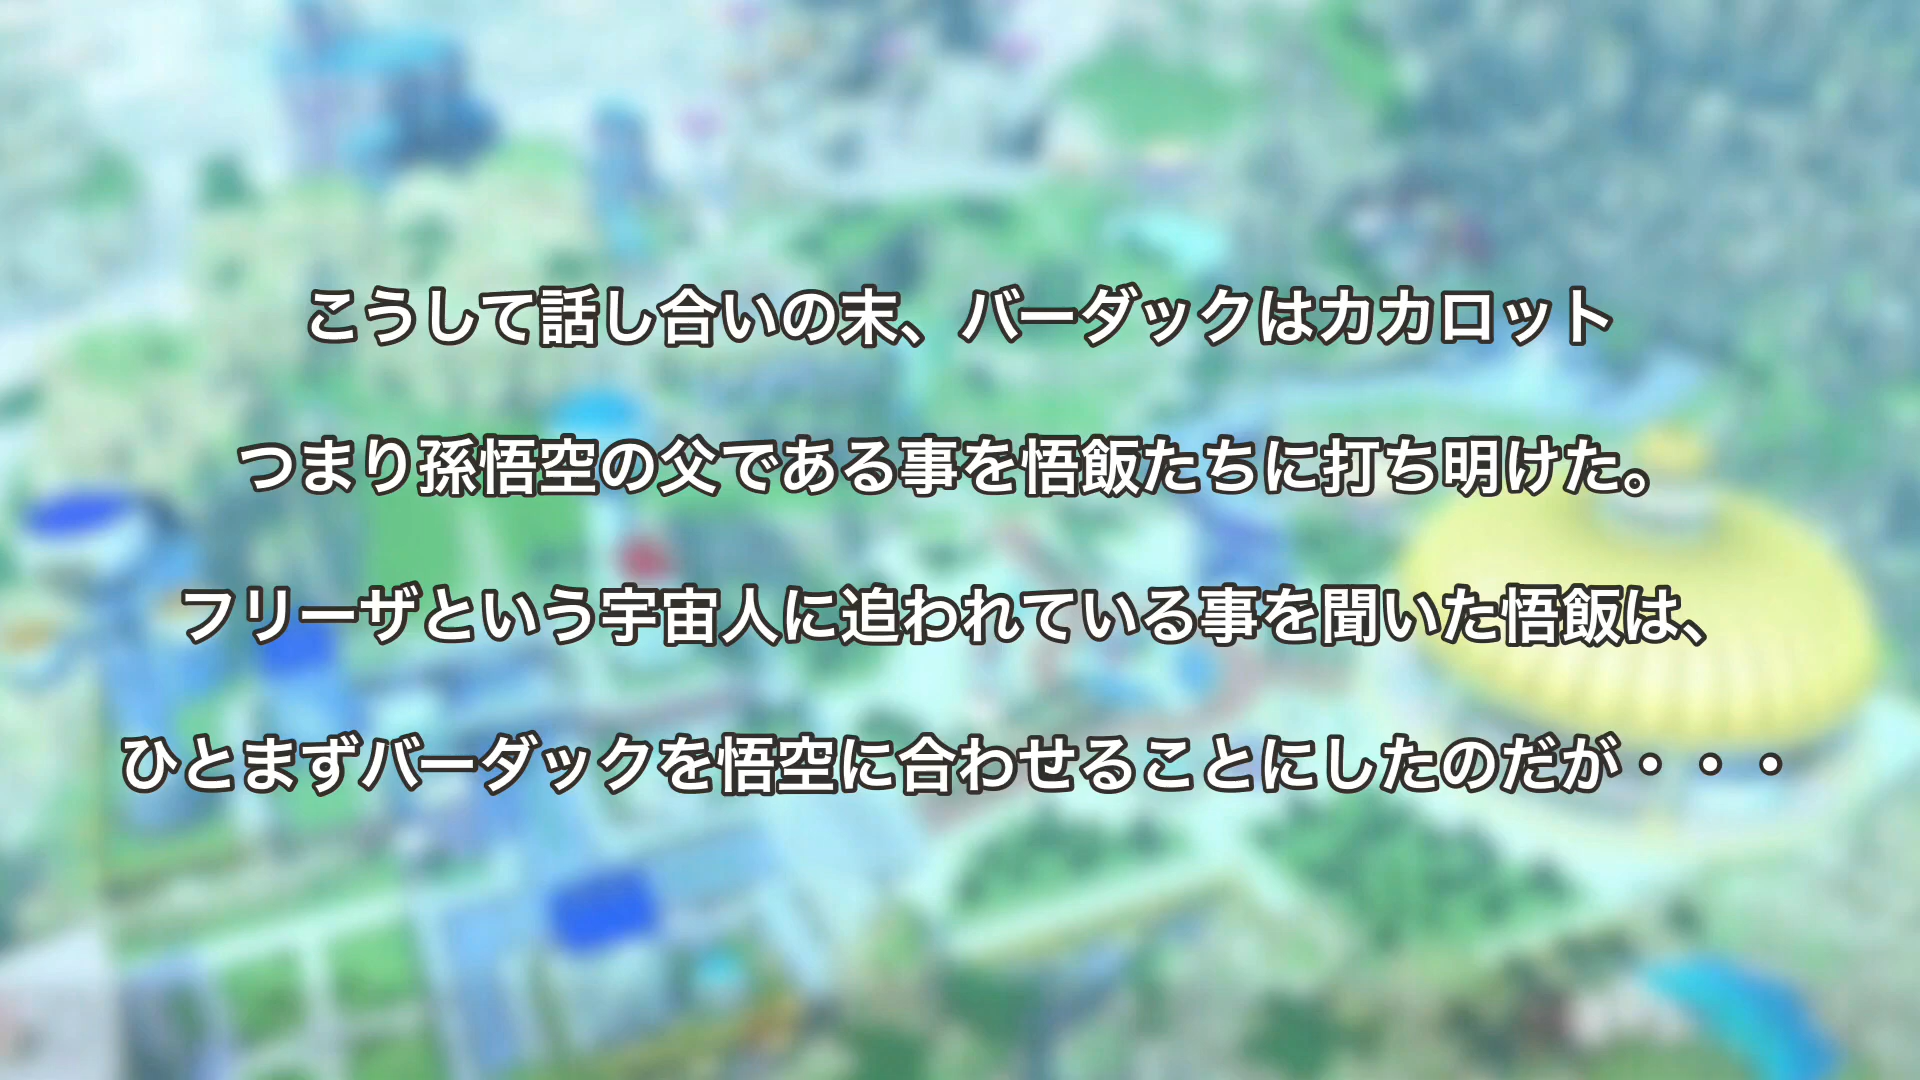 こうして話し合いの末、バーダックはカカロット
つまり孫悟空の父である事を悟飯たちに打ち明けた。
フリーザという宇宙人に追われている事を聞いた悟飯は、
ひとまずバーダックを悟空に合わせることにしたのだが・・・